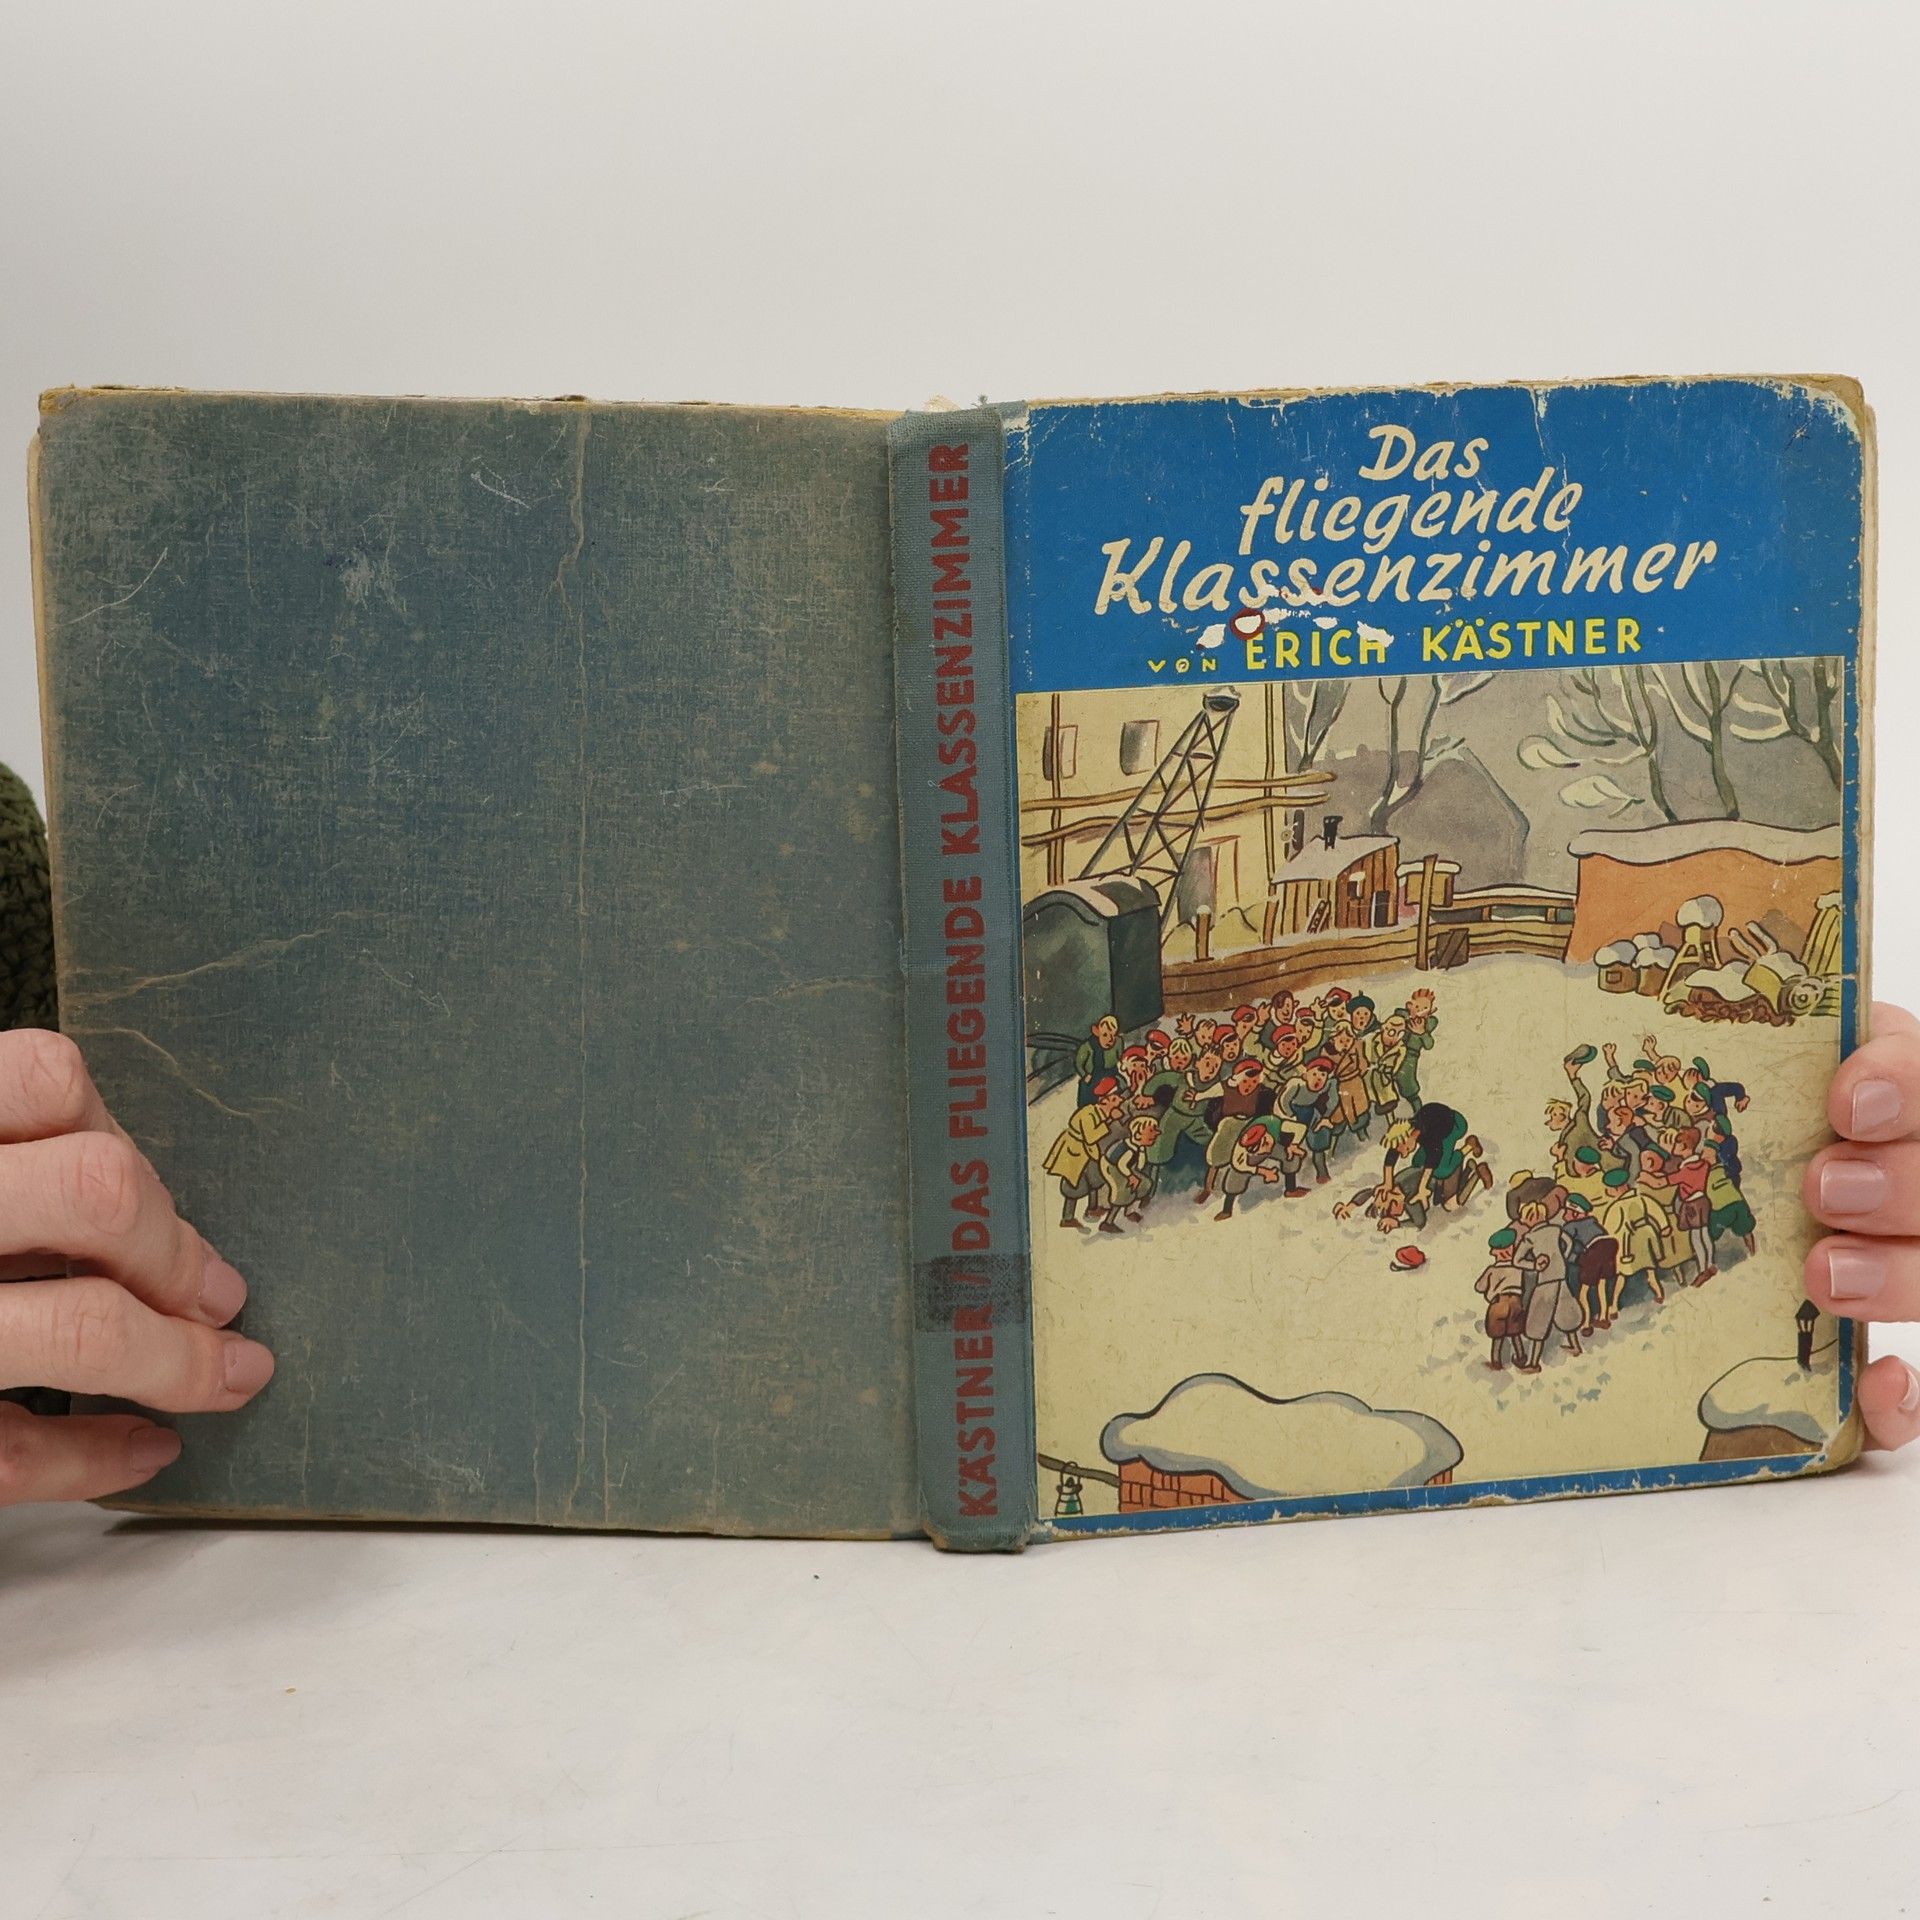 KÄSTNER / DAS FLIEGENDE KLASSENZIMMER
Das
fliegende
Klassenzimmer
VON ERICH KÄSTNER